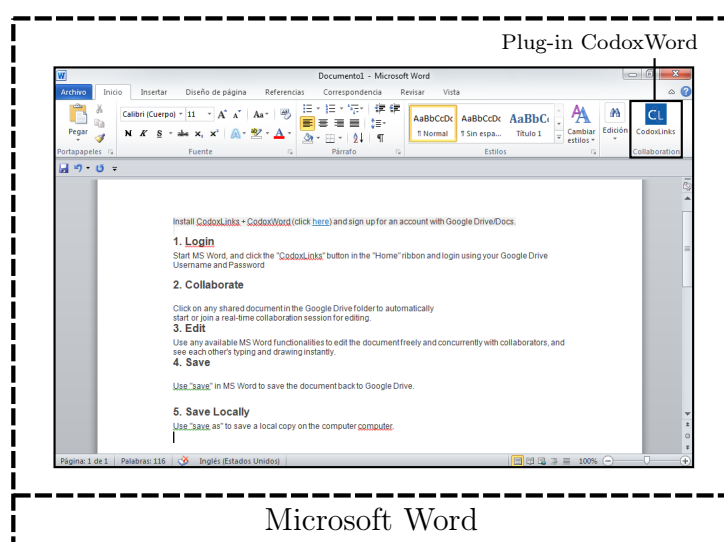 Plug-in CodoxWord
W
Documento1 - Microsoft Word
Archivo Inicio Insertar Diseño de página Referencias Correspondencia Revisar Vista
Calibri (Cuerpo) 11 A A Aa
AaBbCcDc AaBbCcDc AaBbC
CL
Pegar
N K S abc x, x² A A
¶ Normal ¶ Sin espa... Título 1
Cambiar estilos
Edición
CodoxLinks
Portapapeles Fuente Párrafo Estilos Collaboration
Install CodoxLinks + CodoxWord (click here) and sign up for an account with Google Drive/Docs.
1. Login
Start MS Word, and click the "CodoxLinks" button in the "Home" ribbon and login using your Google Drive
Username and Password
2. Collaborate
Click on any shared document in the Google Drive folder to automatically
start or join a real-time collaboration session for editing.
3. Edit
Use any available MS Word functionalities to edit the document freely and concurrently with collaborators, and
see each other's typing and drawing instantly.
4. Save
Use "save" in MS Word to save the document back to Google Drive.
5. Save Locally
Use "save as" to save a local copy on the computer computer.
Página: 1 de 1 Palabras: 116 Inglés (Estados Unidos) 100%
Microsoft Word